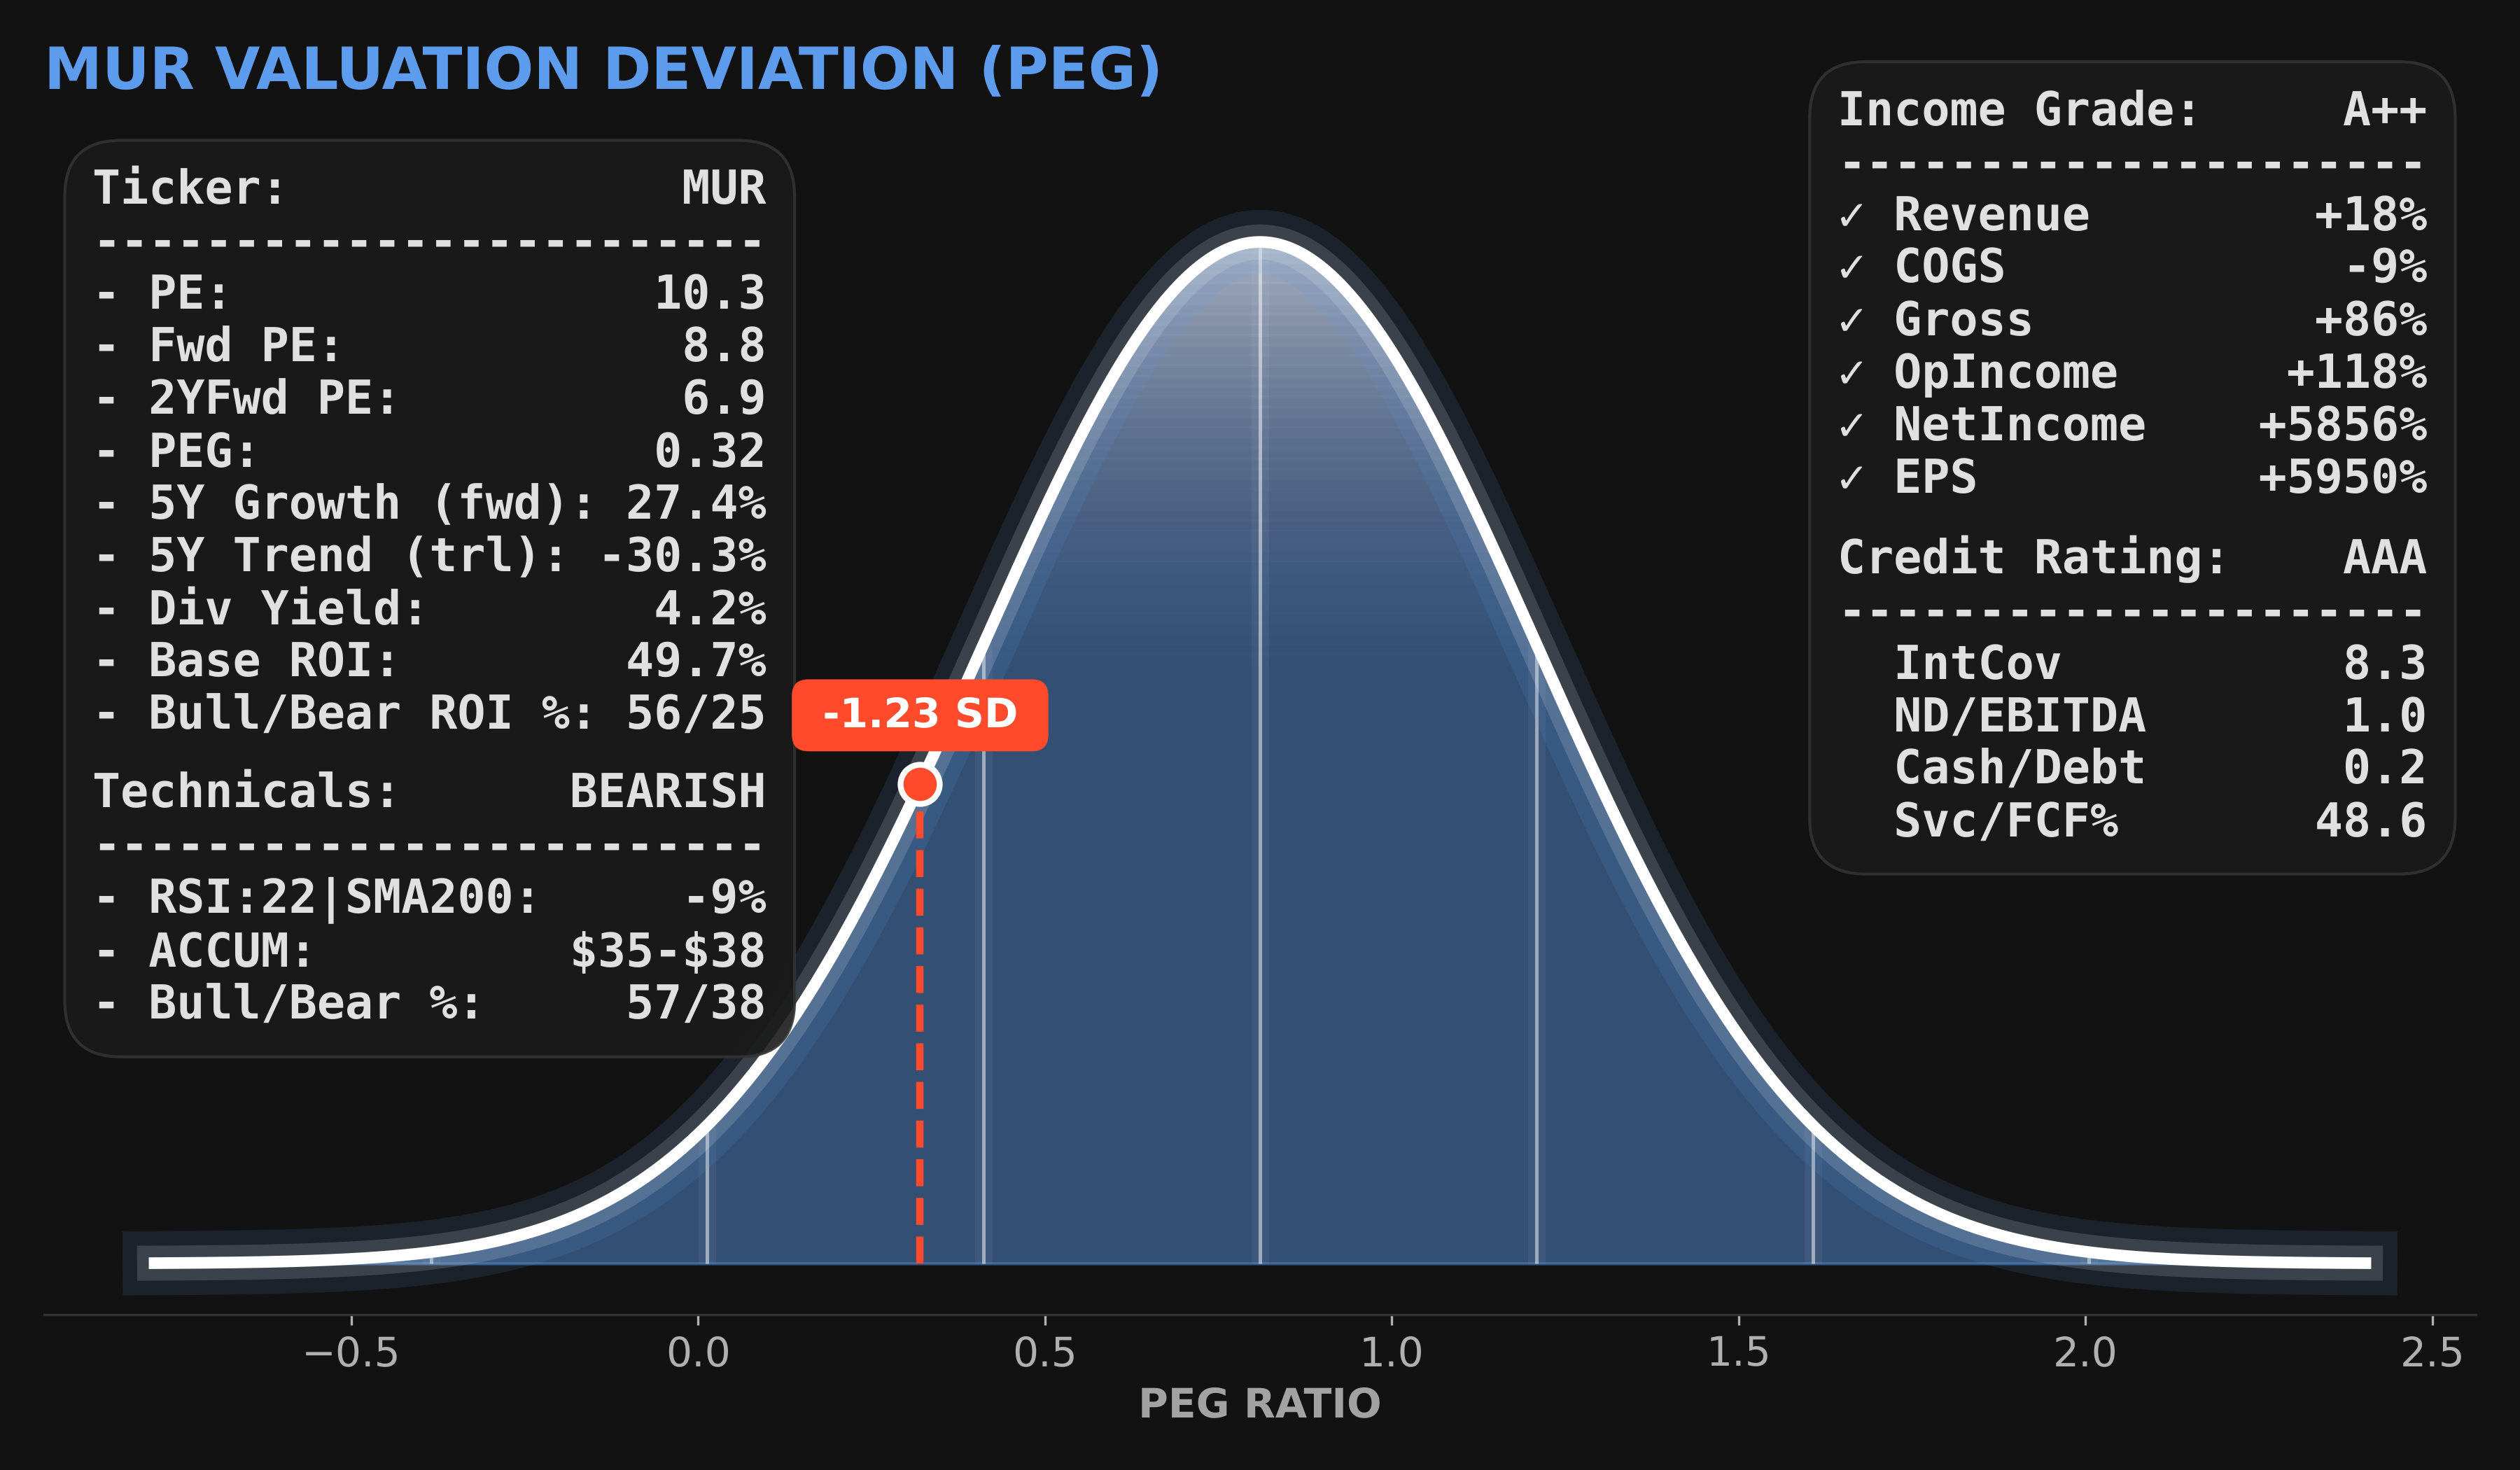 MUR VALUATION DEVIATION (PEG)
Ticker: MUR
--------------------------
- PE: 10.3
- Fwd PE: 8.8
- 2YFwd PE: 6.9
- PEG: 0.32
- 5Y Growth (fwd): 27.4%
- 5Y Trend (trl): -30.3%
- Div Yield: 4.2%
- Base ROI: 49.7%
- Bull/Bear ROI %: 56/25
Technicals: BEARISH
--------------------------
- RSI:22|SMA200: -9%
- ACCUM: $35-$38
- Bull/Bear %: 57/38
-1.23 SD
Income Grade: A++
---------------------
✓ Revenue +18%
✓ COGS -9%
✓ Gross +86%
✓ OpIncome +118%
✓ NetIncome +5856%
✓ EPS +5950%
Credit Rating: AAA
---------------------
IntCov 8.3
ND/EBITDA 1.0
Cash/Debt 0.2
Svc/FCF% 48.6
−0.5 0.0 0.5 1.0 1.5 2.0 2.5
PEG RATIO